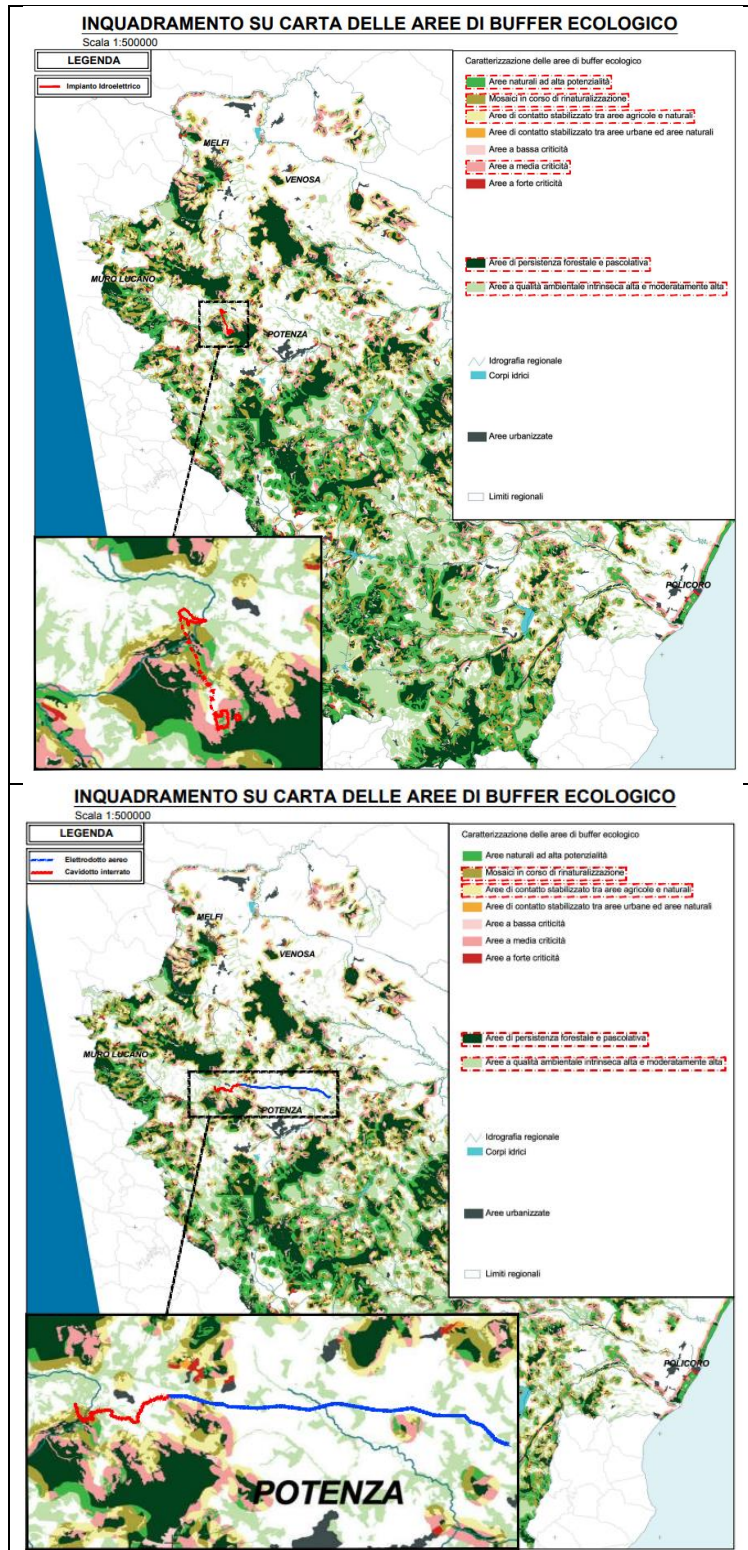 INQUADRAMENTO SU CARTA DELLE AREE DI BUFFER ECOLOGICO
Scala 1:500000
LEGENDA
Impianto Idroelettrico
Caratterizzazione delle aree di buffer ecologico
Aree naturali ad alta potenzialità
Mosaici in corso di rinaturalizzazione
Aree di contatto stabilizzato tra aree agricole e naturali
Aree di contatto stabilizzato tra aree urbane ed aree naturali
Aree a bassa criticità
Aree a media criticità
Aree a forte criticità
Aree di persistenza forestale e pascolativa
Aree a qualità ambientale intrinseca alta e moderatamente alta
Idrografia regionale
Corpi idrici
Aree urbanizzate
Limiti regionali
MELFI
VENOSA
MURO LUCANO
POTENZA
POLICORO
INQUADRAMENTO SU CARTA DELLE AREE DI BUFFER ECOLOGICO
Scala 1:500000
LEGENDA
Elettrodotto aereo
Cavidotto interrato
Caratterizzazione delle aree di buffer ecologico
Aree naturali ad alta potenzialità
Mosaici in corso di rinaturalizzazione
Aree di contatto stabilizzato tra aree agricole e naturali
Aree di contatto stabilizzato tra aree urbane ed aree naturali
Aree a bassa criticità
Aree a media criticità
Aree a forte criticità
Aree di persistenza forestale e pascolativa
Aree a qualità ambientale intrinseca alta e moderatamente alta
Idrografia regionale
Corpi idrici
Aree urbanizzate
Limiti regionali
MELFI
VENOSA
MURO LUCANO
POTENZA
POLICORO
POTENZA